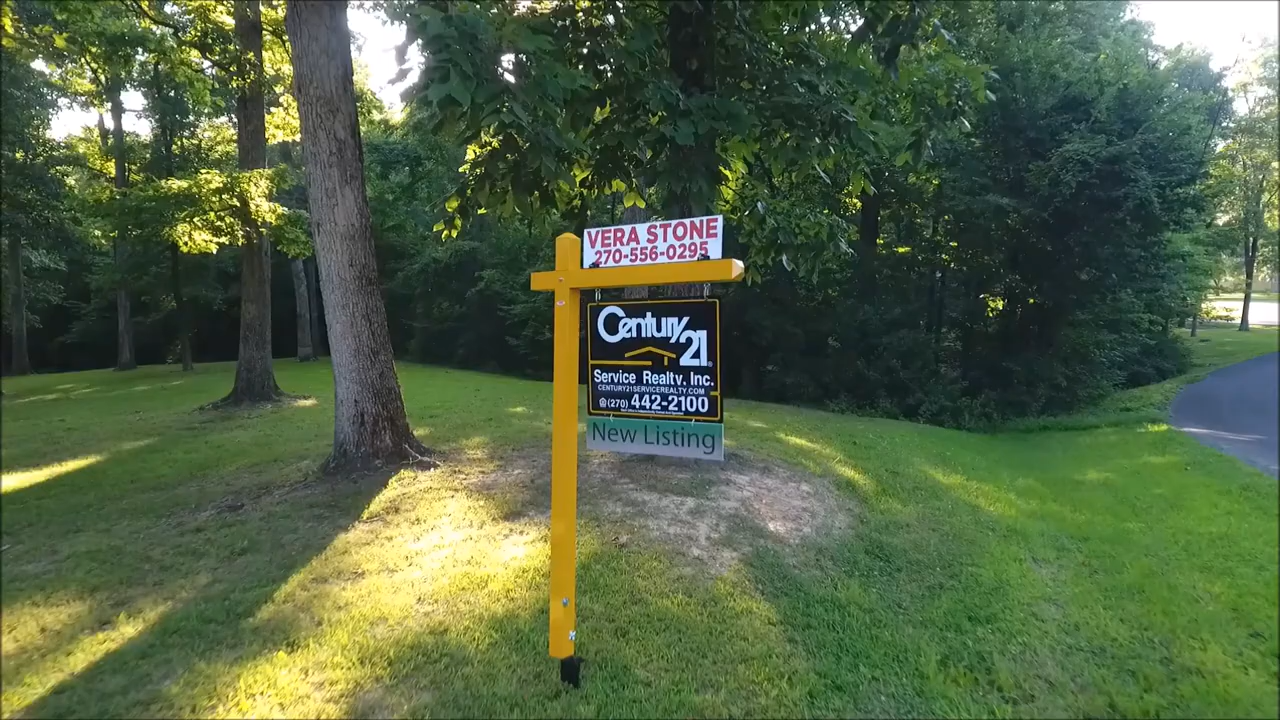 VERA STONE
270-556-0295
Century 21
Service Realty, Inc.
CENTURY21SERVICEREALTY.COM
(270) 442-2100
New Listing